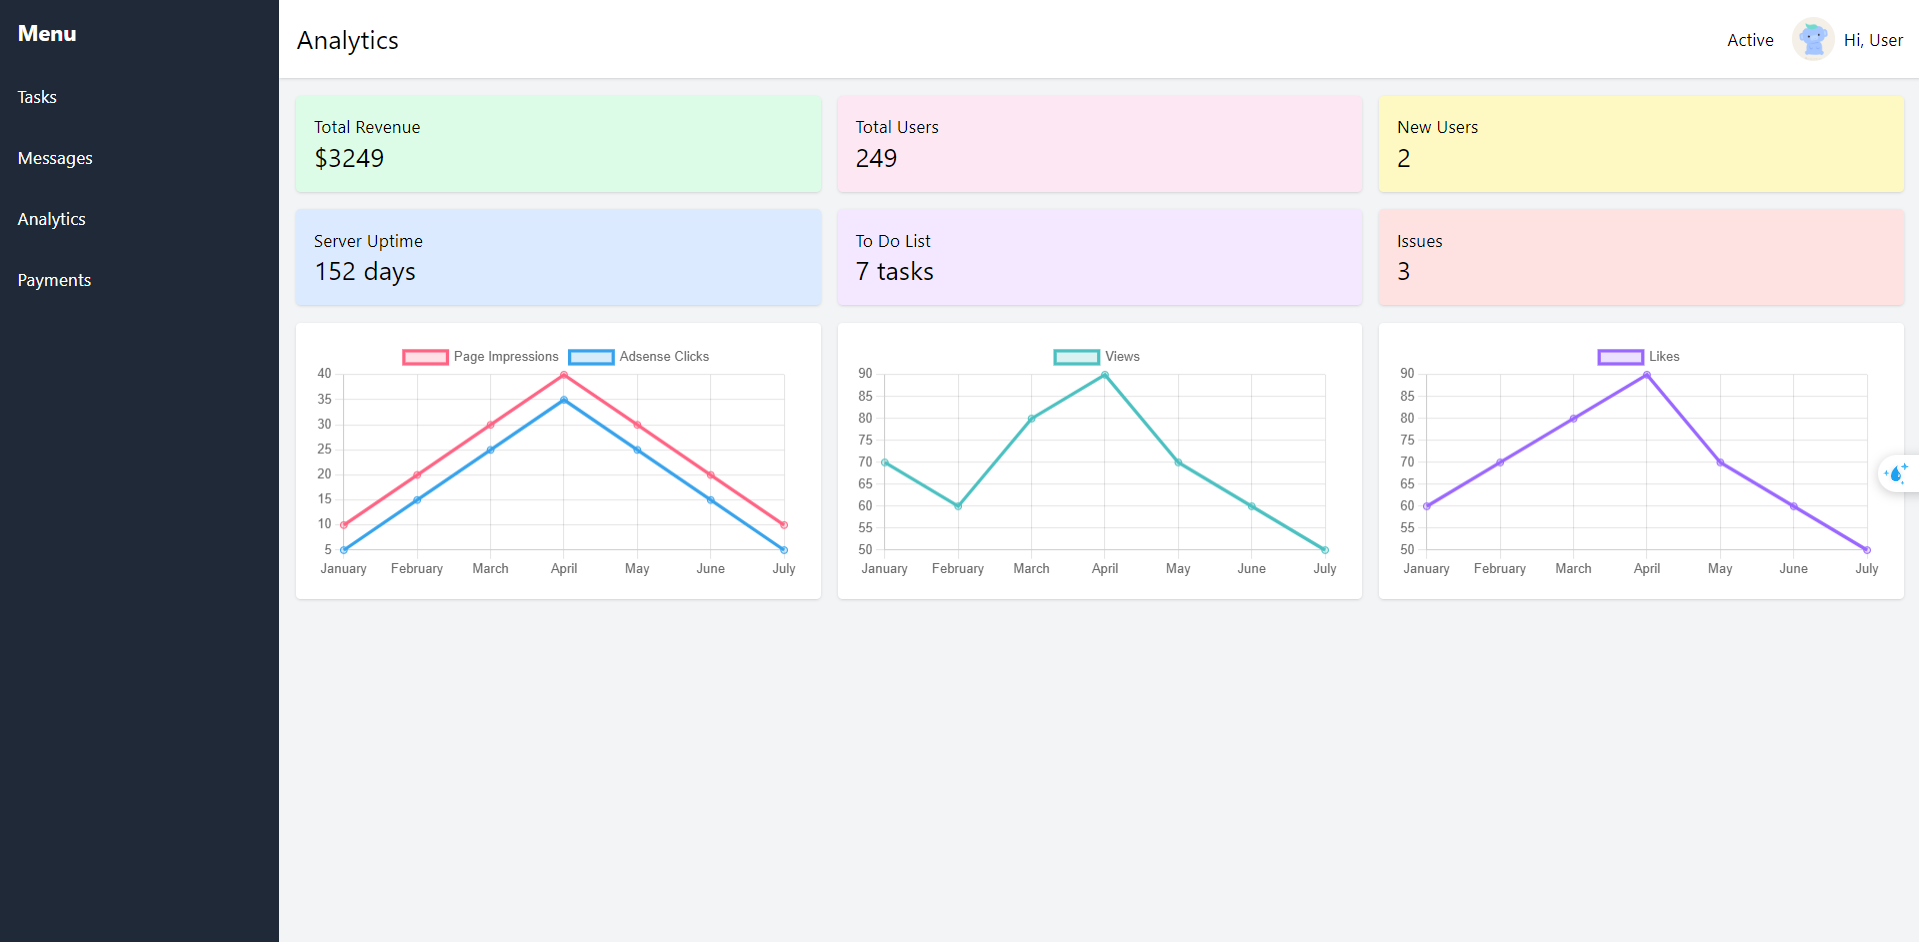 Menu
Tasks
Messages
Analytics
Payments
Analytics
Active
Hi, User
Total Revenue
$3249
Total Users
249
New Users
2
Server Uptime
152 days
To Do List
7 tasks
Issues
3
Page Impressions Adsense Clicks
40
35
30
25
20
15
10
5
January February March April May June July
Views
90
85
80
75
70
65
60
55
50
January February March April May June July
Likes
90
85
80
75
70
65
60
55
50
January February March April May June July